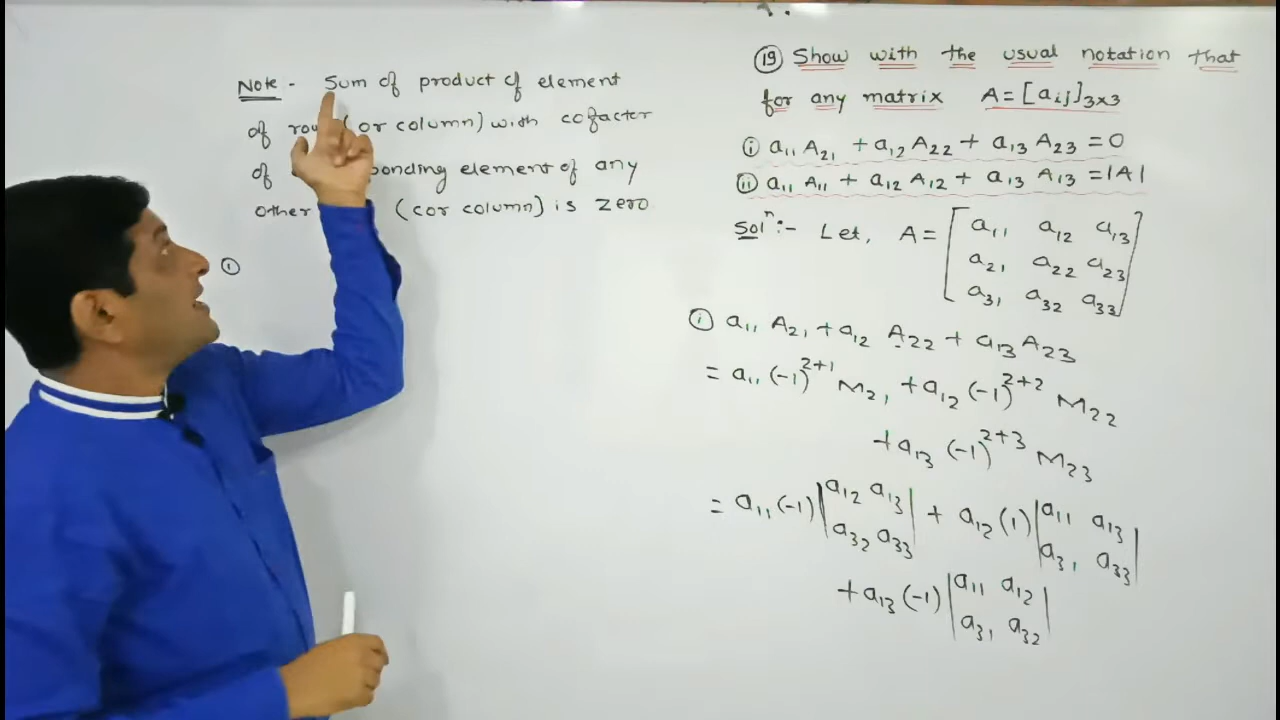 Note - Sum of product of element
of row (or column) with cofacter
of ponding element of any
other (cor column) is zero
①
⑲ Show with the usual notation that
for any matrix A = [aij]3×3
ⓘ a11 A21 + a12 A22 + a13 A23 = 0
ⓘⓘ a11 A11 + a12 A12 + a13 A13 = |A|
Solⁿ:- Let, A = [a11 a12 a13
a21 a22 a23
a31 a32 a33]
ⓘ a11 A21 + a12 A22 + a13 A23
= a11 (-1)^2+1 M21 + a12 (-1)^2+2 M22
+ a13 (-1)^2+3 M23
= a11 (-1) |a12 a13 + a12 (1) |a11 a13
a32 a33| a31 a33|
+ a13 (-1) |a11 a12
a31 a32|